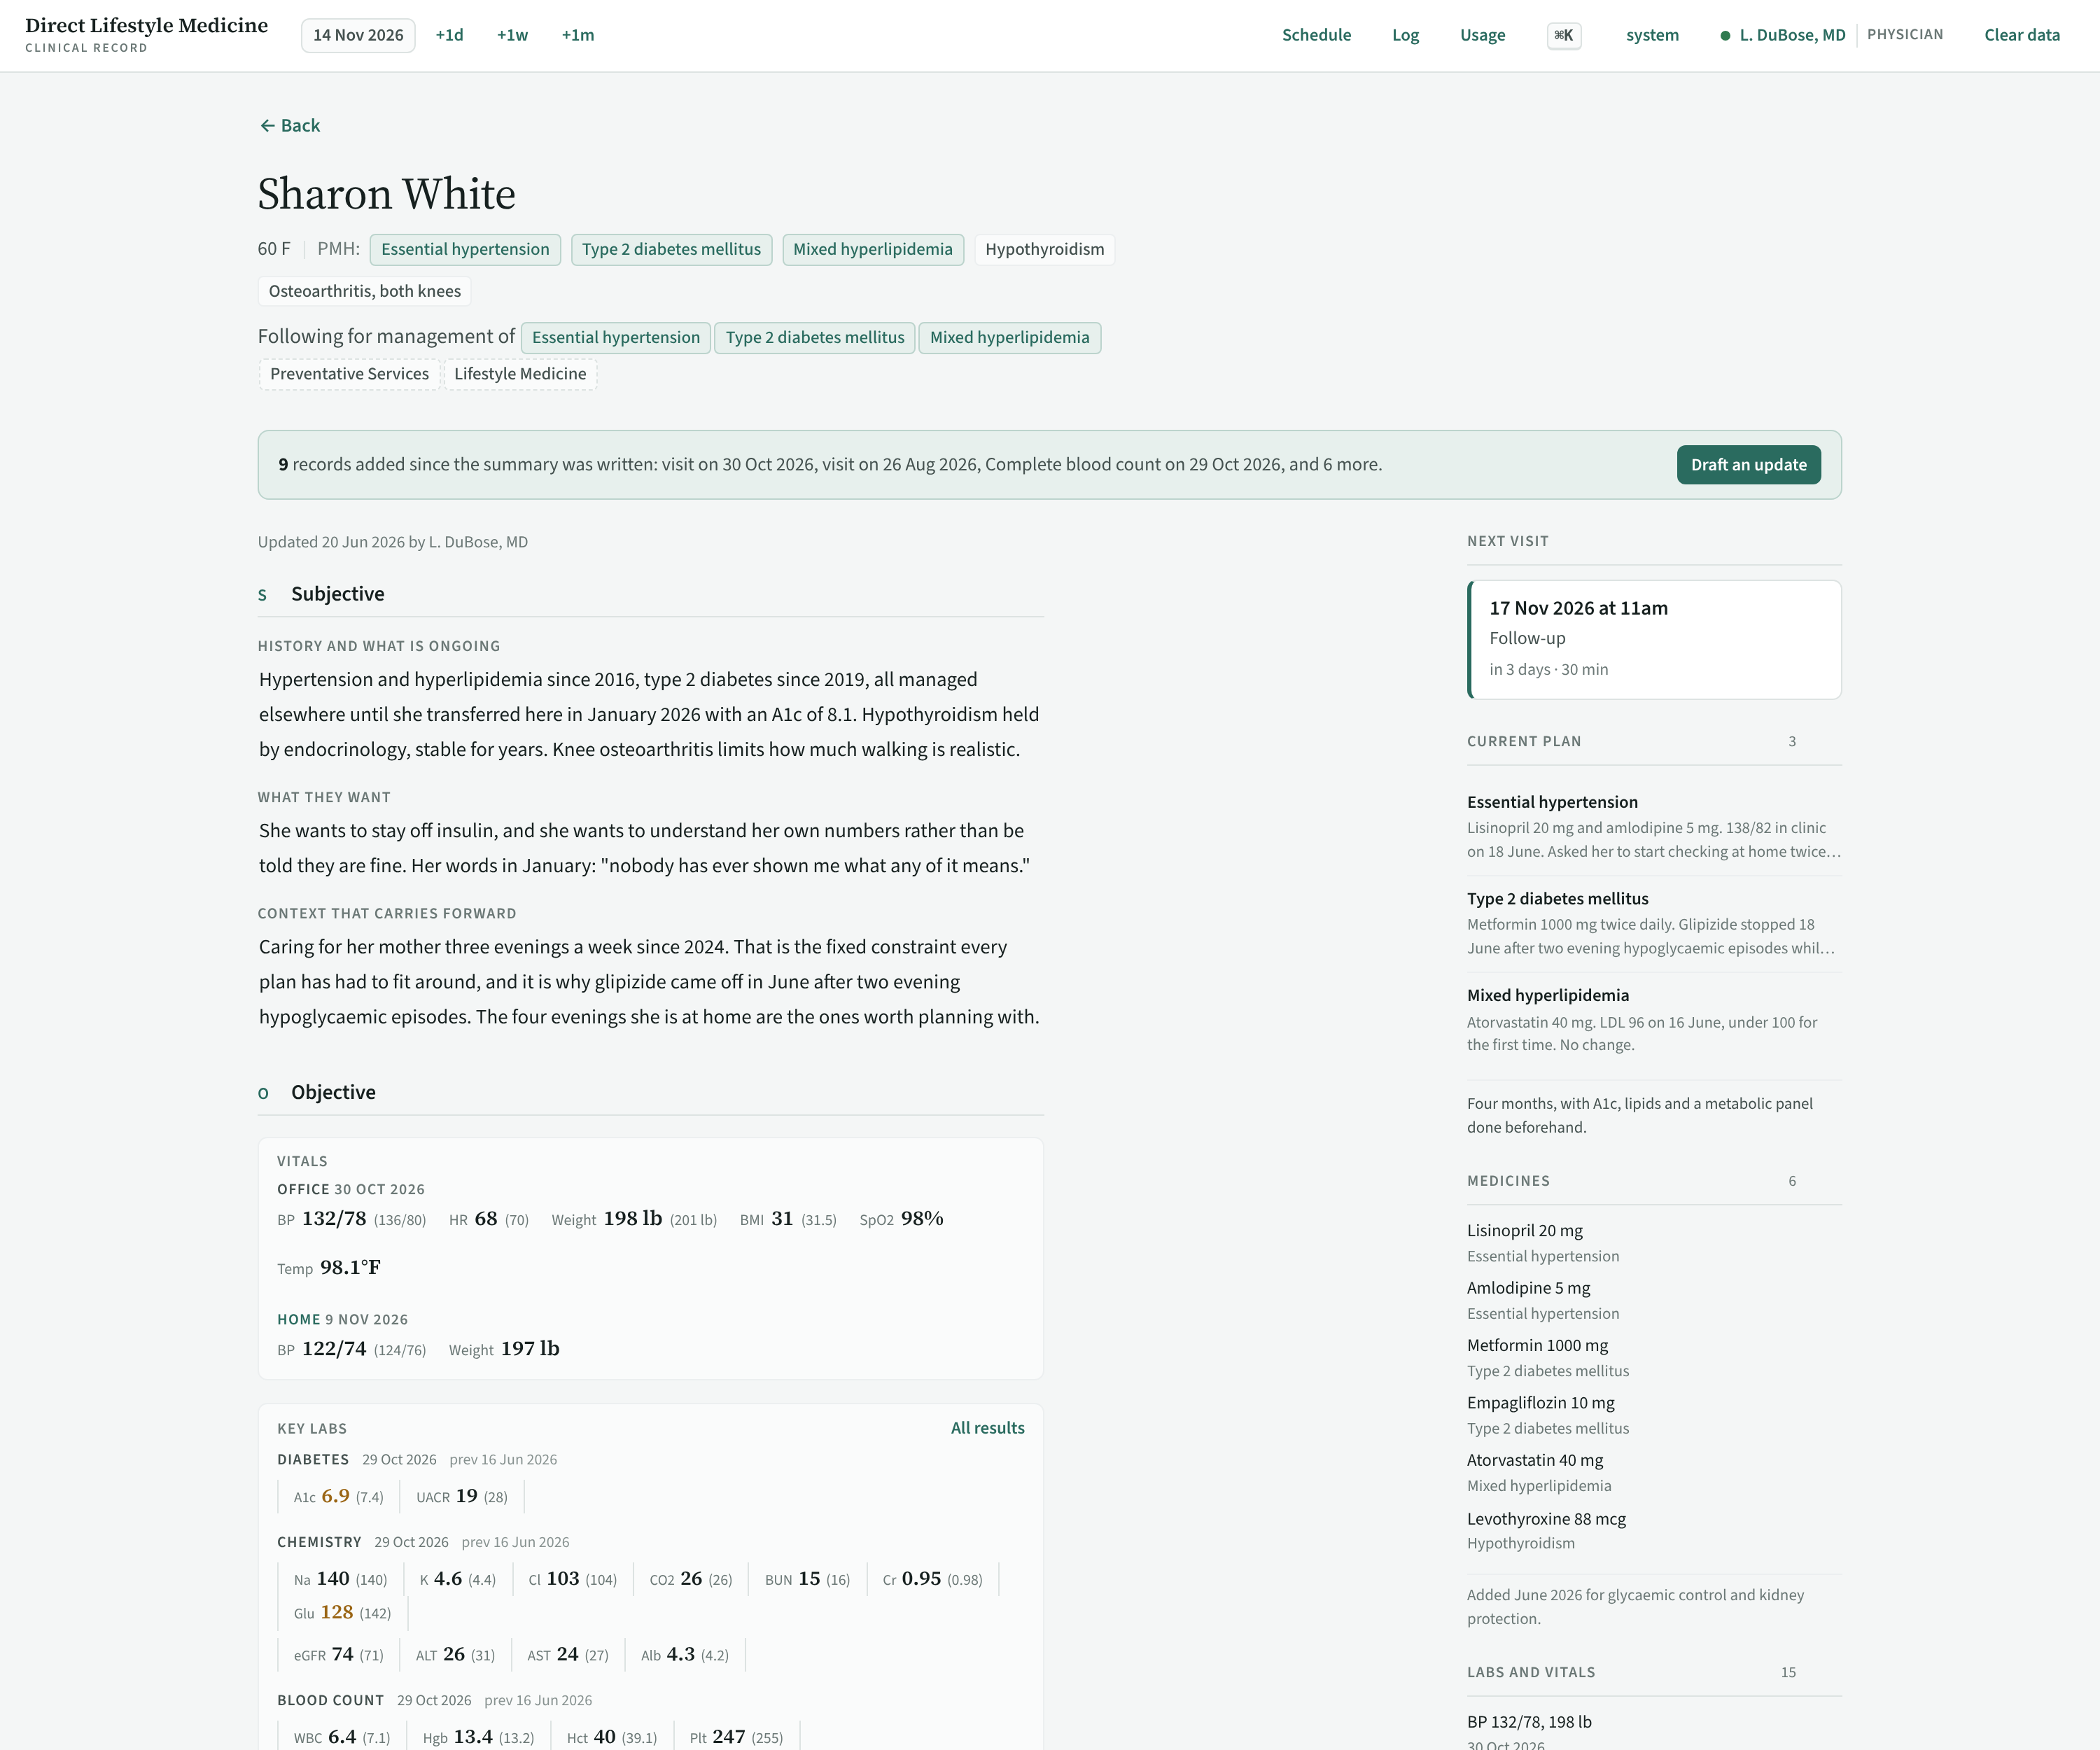 Direct Lifestyle Medicine
CLINICAL RECORD
14 Nov 2026 +1d +1w +1m
Schedule Log Usage ⌘K system L. DuBose, MD PHYSICIAN Clear data
← Back
Sharon White
60 F PMH: Essential hypertension Type 2 diabetes mellitus Mixed hyperlipidemia Hypothyroidism
Osteoarthritis, both knees
Following for management of Essential hypertension Type 2 diabetes mellitus Mixed hyperlipidemia
Preventative Services Lifestyle Medicine
9 records added since the summary was written: visit on 30 Oct 2026, visit on 26 Aug 2026, Complete blood count on 29 Oct 2026, and 6 more.
Draft an update
Updated 20 Jun 2026 by L. DuBose, MD
S Subjective
HISTORY AND WHAT IS ONGOING
Hypertension and hyperlipidemia since 2016, type 2 diabetes since 2019, all managed
elsewhere until she transferred here in January 2026 with an A1c of 8.1. Hypothyroidism held
by endocrinology, stable for years. Knee osteoarthritis limits how much walking is realistic.
WHAT THEY WANT
She wants to stay off insulin, and she wants to understand her own numbers rather than be
told they are fine. Her words in January: "nobody has ever shown me what any of it means."
CONTEXT THAT CARRIES FORWARD
Caring for her mother three evenings a week since 2024. That is the fixed constraint every
plan has had to fit around, and it is why glipizide came off in June after two evening
hypoglycaemic episodes. The four evenings she is at home are the ones worth planning with.
O Objective
VITALS
OFFICE 30 OCT 2026
BP 132/78 (136/80) HR 68 (70) Weight 198 lb (201 lb) BMI 31 (31.5) SpO2 98%
Temp 98.1°F
HOME 9 NOV 2026
BP 122/74 (124/76) Weight 197 lb
KEY LABS All results
DIABETES 29 Oct 2026 prev 16 Jun 2026
A1c 6.9 (7.4) UACR 19 (28)
CHEMISTRY 29 Oct 2026 prev 16 Jun 2026
Na 140 (140) K 4.6 (4.4) Cl 103 (104) CO2 26 (26) BUN 15 (16) Cr 0.95 (0.98)
Glu 128 (142)
eGFR 74 (71) ALT 26 (31) AST 24 (27) Alb 4.3 (4.2)
BLOOD COUNT 29 Oct 2026 prev 16 Jun 2026
WBC 6.4 (7.1) Hgb 13.4 (13.2) Hct 40 (39.1) Plt 247 (255)
NEXT VISIT
17 Nov 2026 at 11am
Follow-up
in 3 days · 30 min
CURRENT PLAN 3
Essential hypertension
Lisinopril 20 mg and amlodipine 5 mg. 138/82 in clinic
on 18 June. Asked her to start checking at home twice…
Type 2 diabetes mellitus
Metformin 1000 mg twice daily. Glipizide stopped 18
June after two evening hypoglycaemic episodes whil…
Mixed hyperlipidemia
Atorvastatin 40 mg. LDL 96 on 16 June, under 100 for
the first time. No change.
Four months, with A1c, lipids and a metabolic panel
done beforehand.
MEDICINES 6
Lisinopril 20 mg
Essential hypertension
Amlodipine 5 mg
Essential hypertension
Metformin 1000 mg
Type 2 diabetes mellitus
Empagliflozin 10 mg
Type 2 diabetes mellitus
Atorvastatin 40 mg
Mixed hyperlipidemia
Levothyroxine 88 mcg
Hypothyroidism
Added June 2026 for glycaemic control and kidney
protection.
LABS AND VITALS 15
BP 132/78, 198 lb
30 Oct 2026